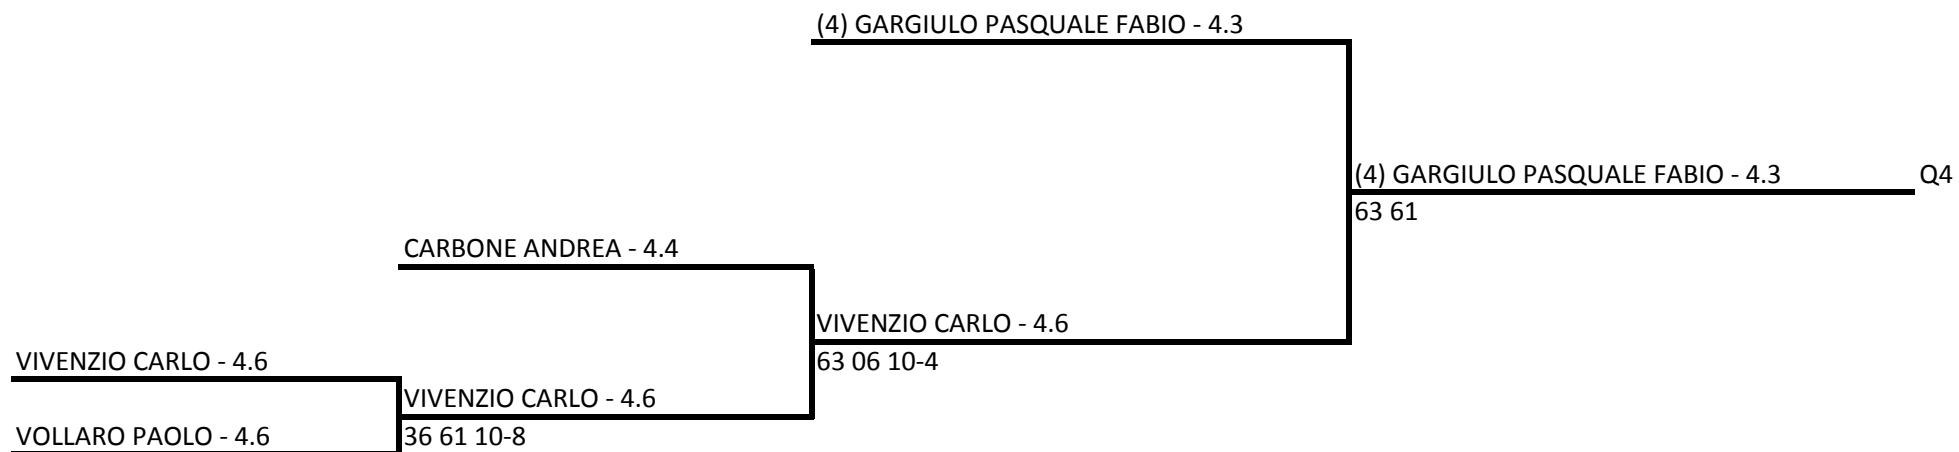 (4) GARGIULO PASQUALE FABIO - 4.3
(4) GARGIULO PASQUALE FABIO - 4.3 Q4
63 61
CARBONE ANDREA - 4.4
VIVENZIO CARLO - 4.6
63 06 10-4
VIVENZIO CARLO - 4.6
VIVENZIO CARLO - 4.6
36 61 10-8
VOLLARO PAOLO - 4.6